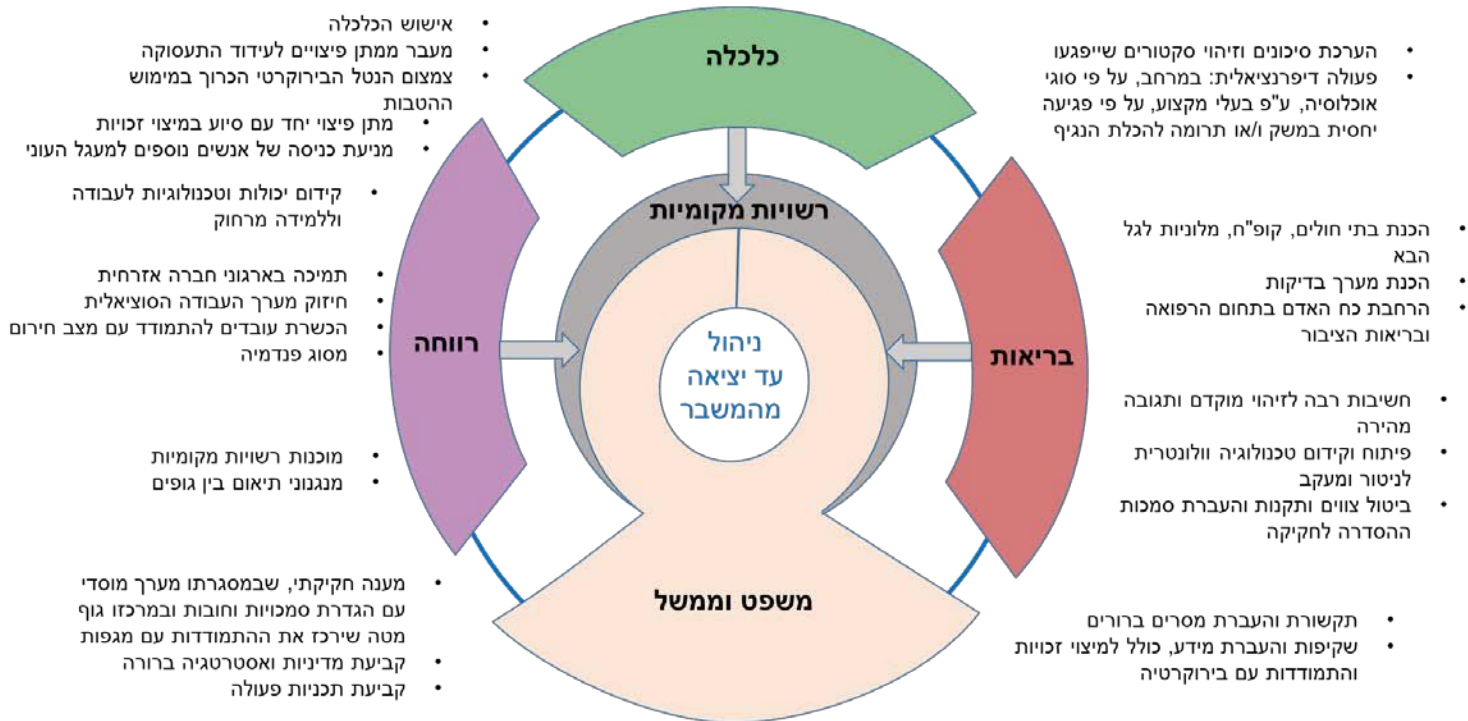 כלכלה
רשויות מקומיות
רווחה
בריאות
ניהול
עד יציאה
מהמשבר
משפט וממשל
• הערכת סיכונים וזיהוי סקטורים שייפגעו
• פעולה דיפרנציאלית: במרחב, על פי סוגי
אוכלוסיה, ע"פ בעלי מקצוע, על פי פגיעה
יחסית במשק ו/או תרומה להכלת הנגיף
• הכנת בתי חולים, קופ"ח, מלוניות לגל
הבא
• הכנת מערך בדיקות
• הרחבת כח האדם בתחום הרפואה
ובריאות הציבור
• חשיבות רבה לזיהוי מוקדם ותגובה
מהירה
• פיתוח וקידום טכנולוגיה וולונטרית
לניטור ומעקב
• ביטול צווים ותקנות והעברת סמכות
ההסדרה לחקיקה
• תקשורת והעברת מסרים ברורים
• שקיפות והעברת מידע, כולל למיצוי זכויות
והתמודדות עם בירוקרטיה
• אישוש הכלכלה
• מעבר ממתן פיצויים לעידוד התעסוקה
• צמצום הנטל הבירוקרטי הכרוך במימוש
ההטבות
• מתן פיצוי יחד עם סיוע במיצוי זכויות
• מניעת כניסה של אנשים נוספים למעגל העוני
• קידום יכולות וטכנולוגיות לעבודה
וללמידה מרחוק
• תמיכה בארגוני חברה אזרחית
• חיזוק מערך העבודה הסוציאלית
• הכשרת עובדים להתמודד עם מצב חירום
• מסוג פנדמיה
• מוכנות רשויות מקומיות
• מנגנוני תיאום בין גופים
• מענה חקיקתי, שבמסגרתו מערך מוסדי
עם הגדרת סמכויות וחובות ובמרכזו גוף
מטה שירכז את ההתמודדות עם מגפות
• קביעת מדיניות ואסטרטגיה ברורה
• קביעת תכניות פעולה